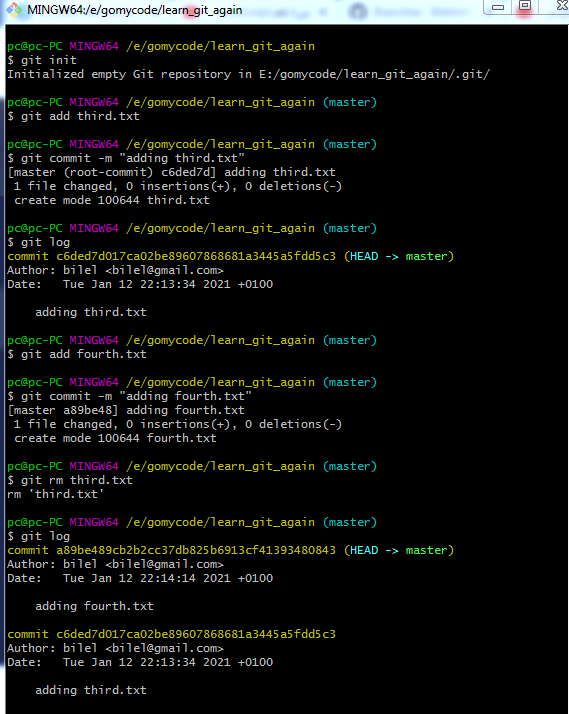 MINGW64:/e/gomycode/learn_git_again
pc@pc-PC MINGW64 /e/gomycode/learn_git_again
$ git init
Initialized empty Git repository in E:/gomycode/learn_git_again/.git/
pc@pc-PC MINGW64 /e/gomycode/learn_git_again (master)
$ git add third.txt
pc@pc-PC MINGW64 /e/gomycode/learn_git_again (master)
$ git commit -m "adding third.txt"
[master (root-commit) c6ded7d] adding third.txt
 1 file changed, 0 insertions(+), 0 deletions(-)
 create mode 100644 third.txt
pc@pc-PC MINGW64 /e/gomycode/learn_git_again (master)
$ git log
commit c6ded7d017ca02be89607868681a3445a5fdd5c3 (HEAD -> master)
Author: bilel <bilel@gmail.com>
Date:   Tue Jan 12 22:13:34 2021 +0100
    adding third.txt
pc@pc-PC MINGW64 /e/gomycode/learn_git_again (master)
$ git add fourth.txt
pc@pc-PC MINGW64 /e/gomycode/learn_git_again (master)
$ git commit -m "adding fourth.txt"
[master a89be48] adding fourth.txt
 1 file changed, 0 insertions(+), 0 deletions(-)
 create mode 100644 fourth.txt
pc@pc-PC MINGW64 /e/gomycode/learn_git_again (master)
$ git rm third.txt
rm 'third.txt'
pc@pc-PC MINGW64 /e/gomycode/learn_git_again (master)
$ git log
commit a89be489cb2b2cc37db825b6913cf41393480843 (HEAD -> master)
Author: bilel <bilel@gmail.com>
Date:   Tue Jan 12 22:14:14 2021 +0100
    adding fourth.txt
commit c6ded7d017ca02be89607868681a3445a5fdd5c3
Author: bilel <bilel@gmail.com>
Date:   Tue Jan 12 22:13:34 2021 +0100
    adding third.txt